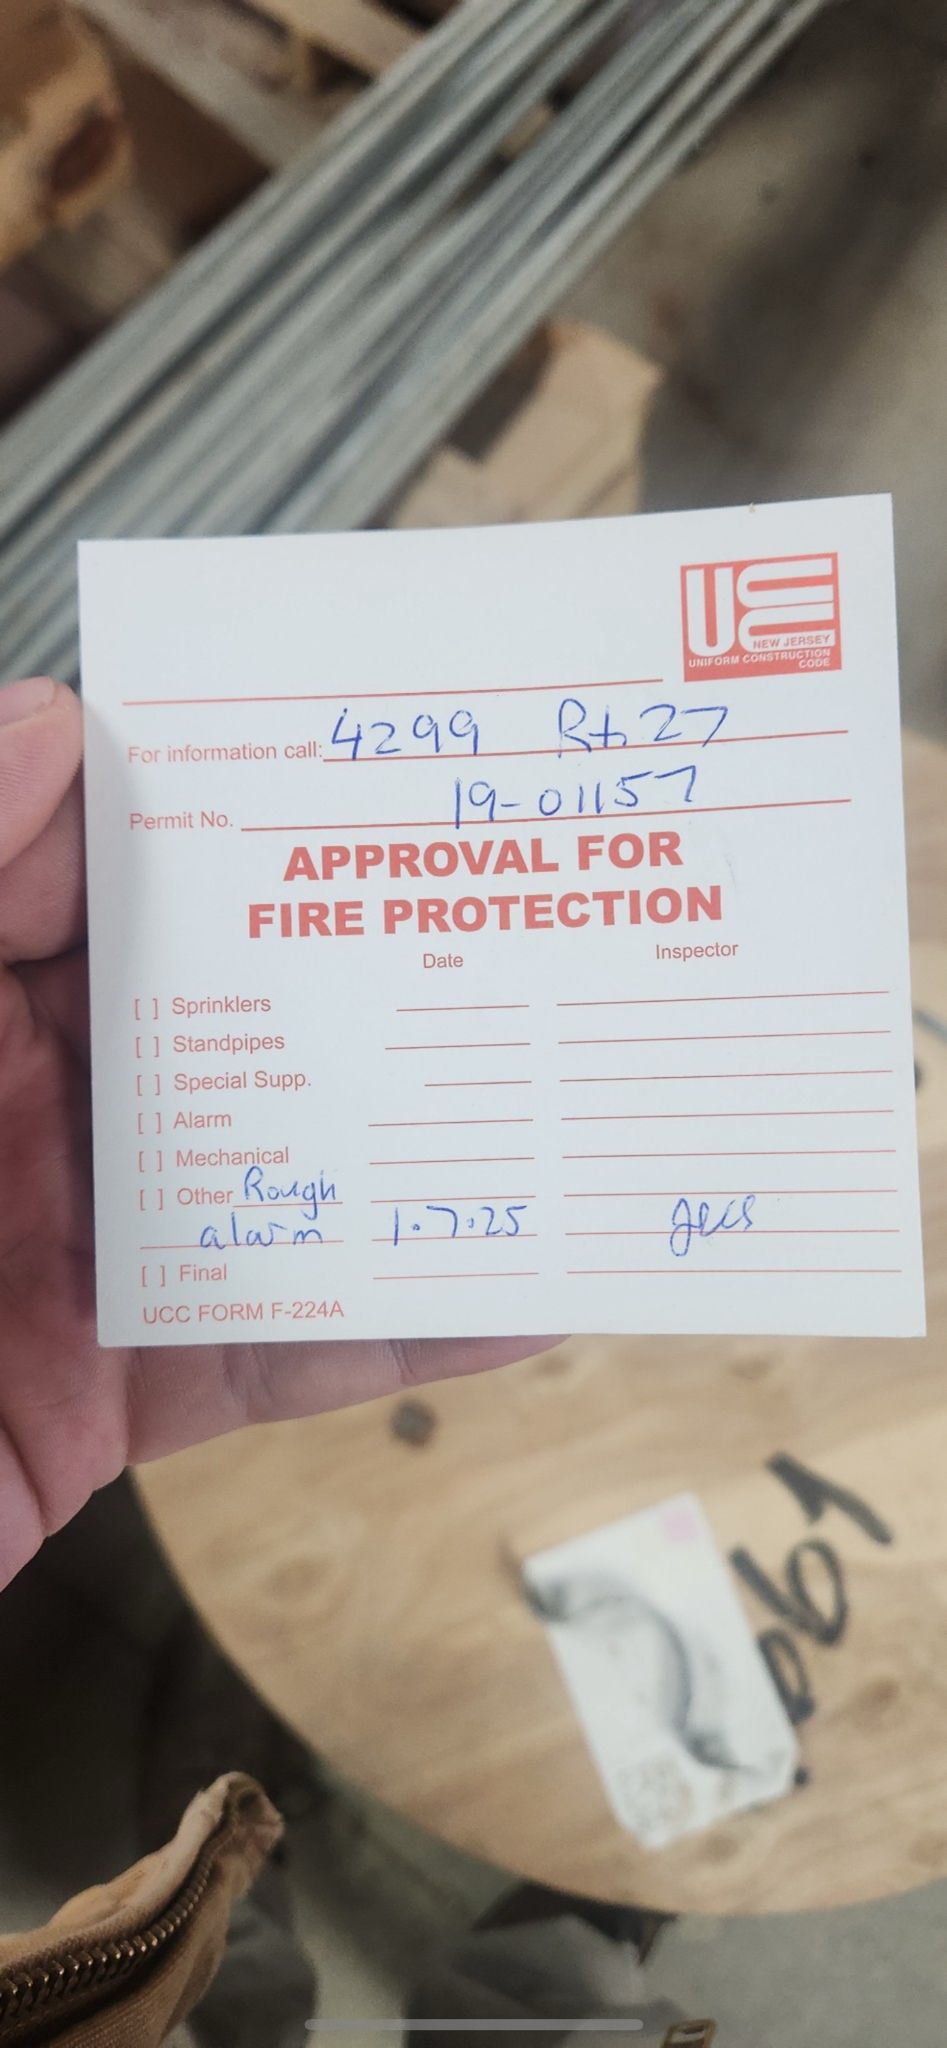 UCC
NEW JERSEY
UNIFORM CONSTRUCTION
CODE
For information call: 4299 Rt. 27
Permit No. 19-01157
APPROVAL FOR
FIRE PROTECTION
Date Inspector
[ ] Sprinklers
[ ] Standpipes
[ ] Special Supp.
[ ] Alarm
[ ] Mechanical
[ ] Other Rough
alarm 1.7.25
[ ] Final
UCC FORM F-224A